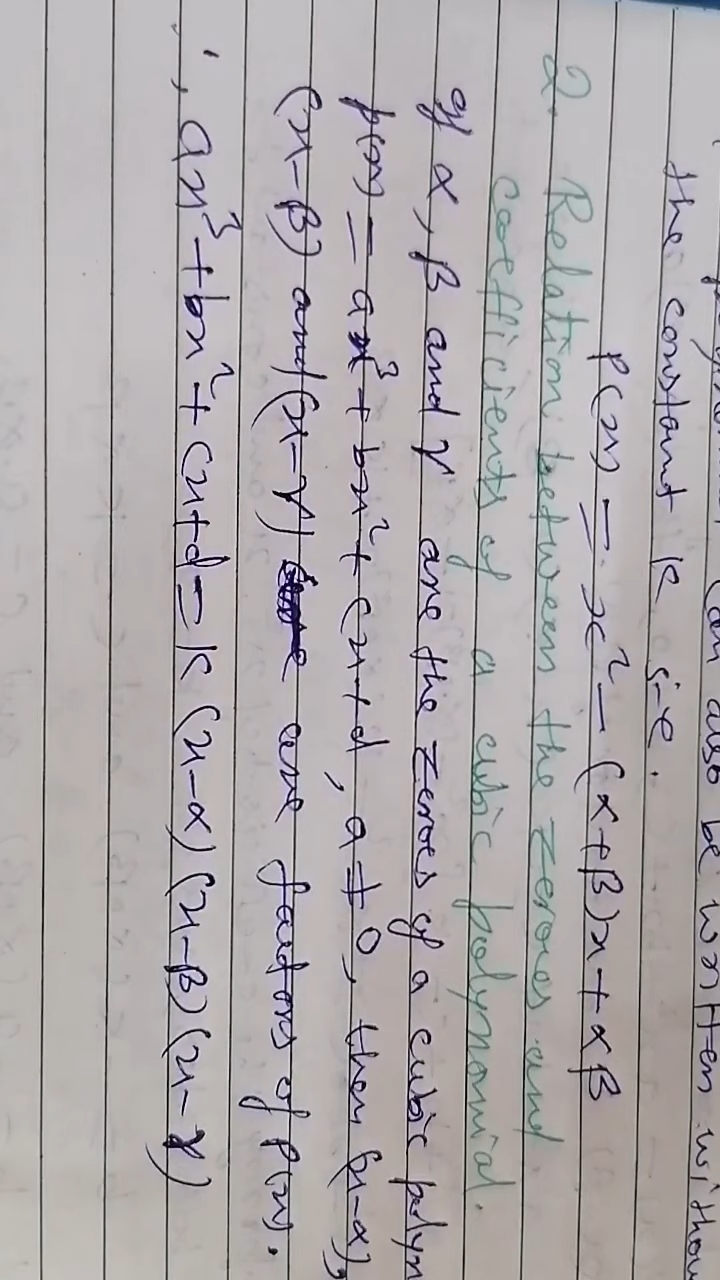 can also be written withou
the constant k i-e.
P(x) = x² - (α+β)x + αβ
2. Relation between the zeroes and
coefficients of a cubic polynomial.
If α, β and γ are the zeroes of a cubic polyn
p(x) = ax³ + bx² + cx + d, a ≠ 0, then (x-α),
(x-β) and (x-γ) are factors of P(x).
∴, ax³ + bx² + cx + d = k (x-α) (x-β) (x-γ)